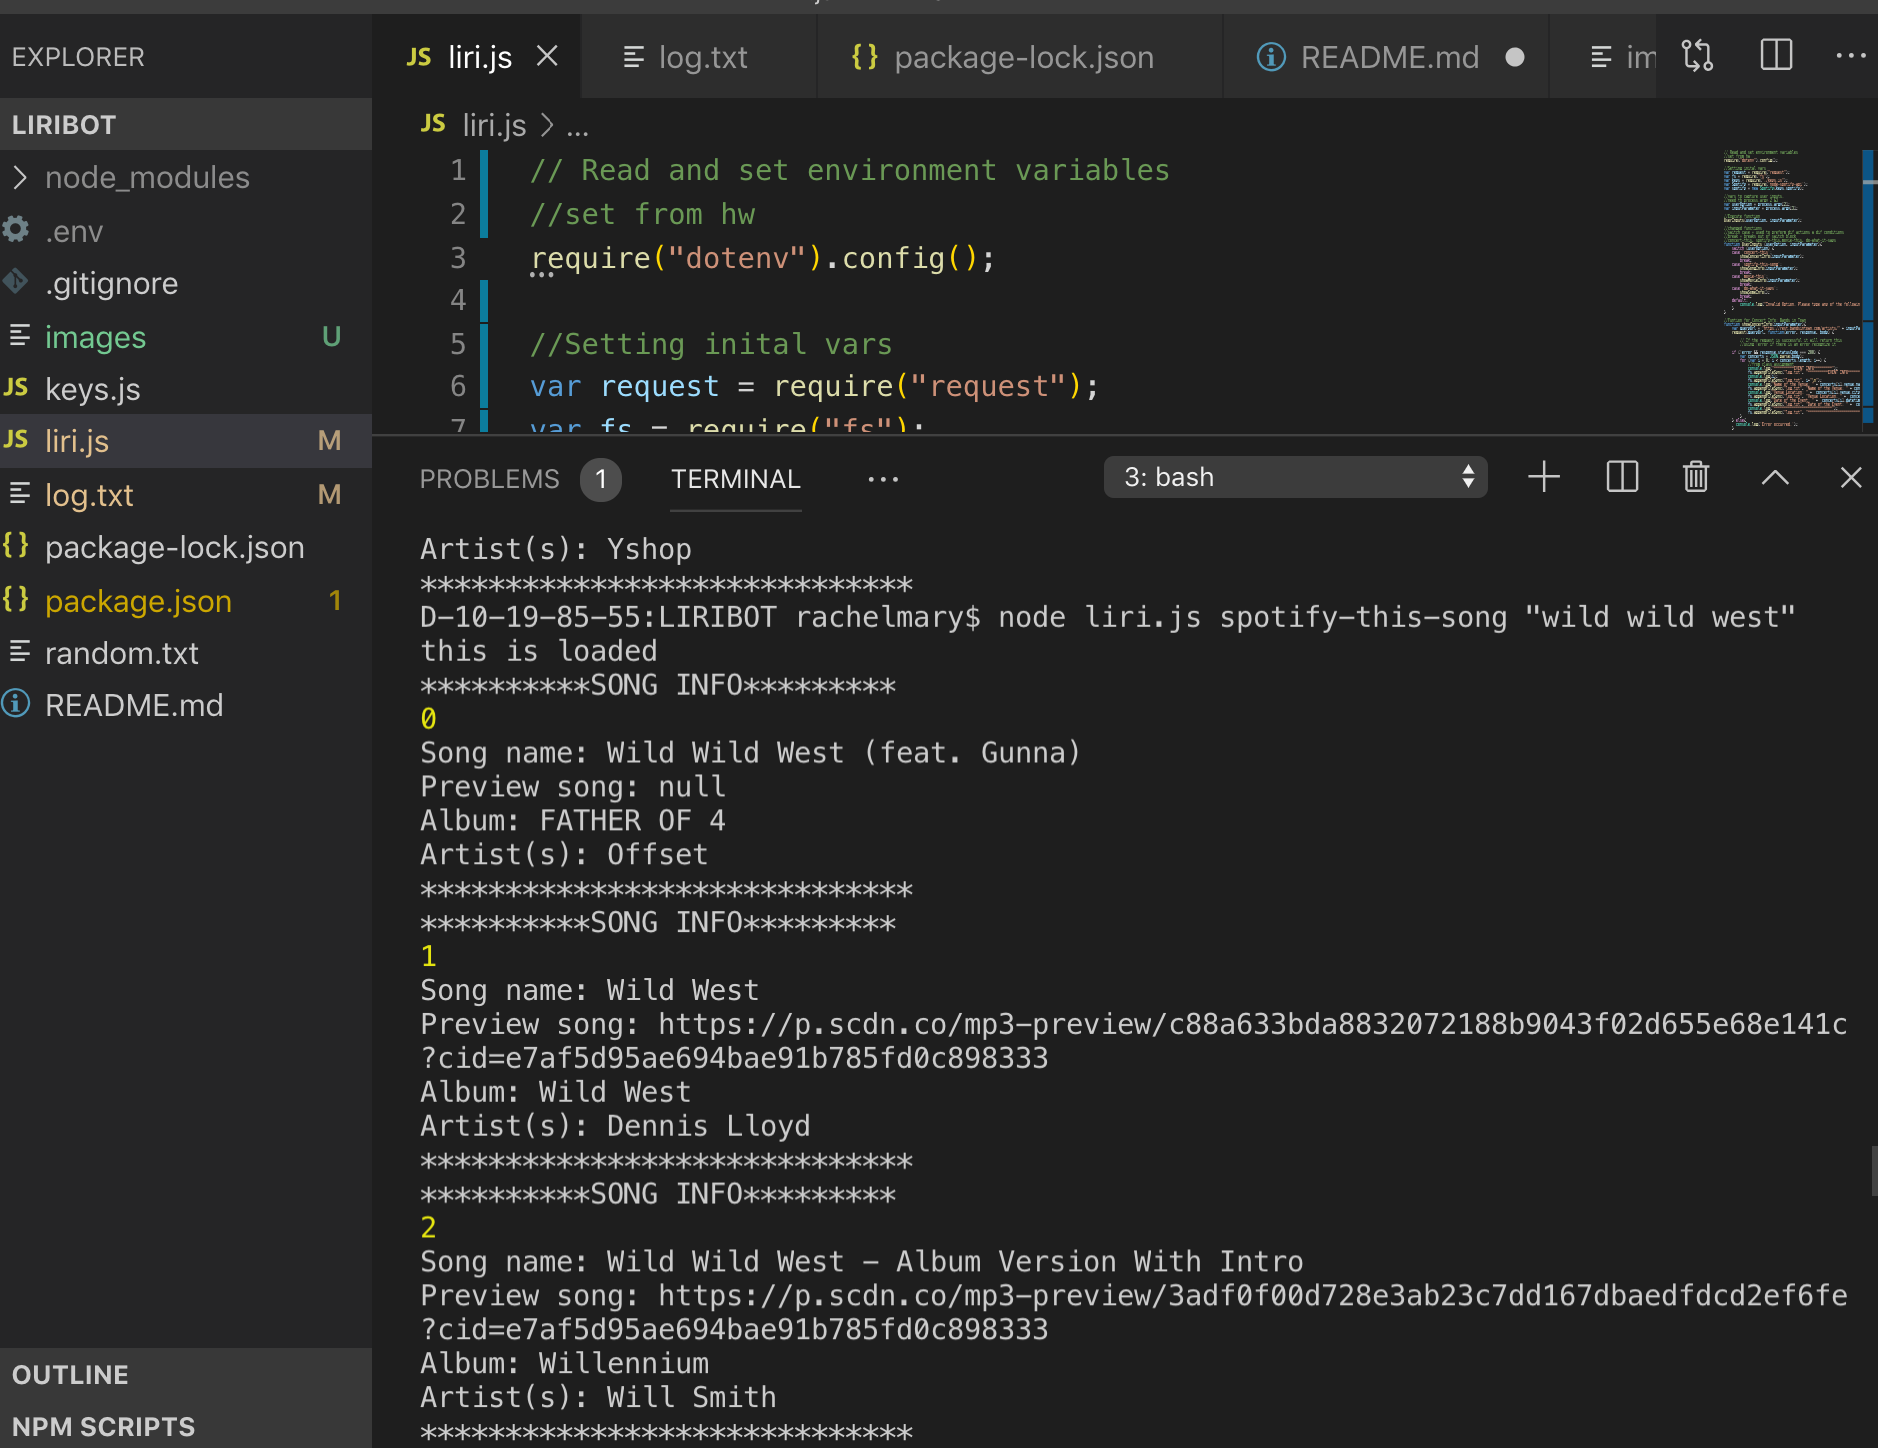 EXPLORER
JS liri.js
log.txt
{} package-lock.json
README.md
im
LIRIBOT
node_modules
.env
.gitignore
images U
JS keys.js
JS liri.js M
log.txt M
{} package-lock.json
{} package.json 1
random.txt
README.md
OUTLINE
NPM SCRIPTS
JS liri.js > ...
1 // Read and set environment variables
2 //set from hw
3 require("dotenv").config();
4
5 //Setting inital vars
6 var request = require("request");
7 var fs = require("fs");
PROBLEMS 1 TERMINAL ... 3: bash
Artist(s): Yshop
*****************************
D-10-19-85-55:LIRIBOT rachelmary$ node liri.js spotify-this-song "wild wild west"
this is loaded
**********SONG INFO*********
0
Song name: Wild Wild West (feat. Gunna)
Preview song: null
Album: FATHER OF 4
Artist(s): Offset
*****************************
**********SONG INFO*********
1
Song name: Wild West
Preview song: https://p.scdn.co/mp3-preview/c88a633bda8832072188b9043f02d655e68e141c
?cid=e7af5d95ae694bae91b785fd0c898333
Album: Wild West
Artist(s): Dennis Lloyd
*****************************
**********SONG INFO*********
2
Song name: Wild Wild West – Album Version With Intro
Preview song: https://p.scdn.co/mp3-preview/3adf0f00d728e3ab23c7dd167dbaedfdcd2ef6fe
?cid=e7af5d95ae694bae91b785fd0c898333
Album: Willennium
Artist(s): Will Smith
*****************************